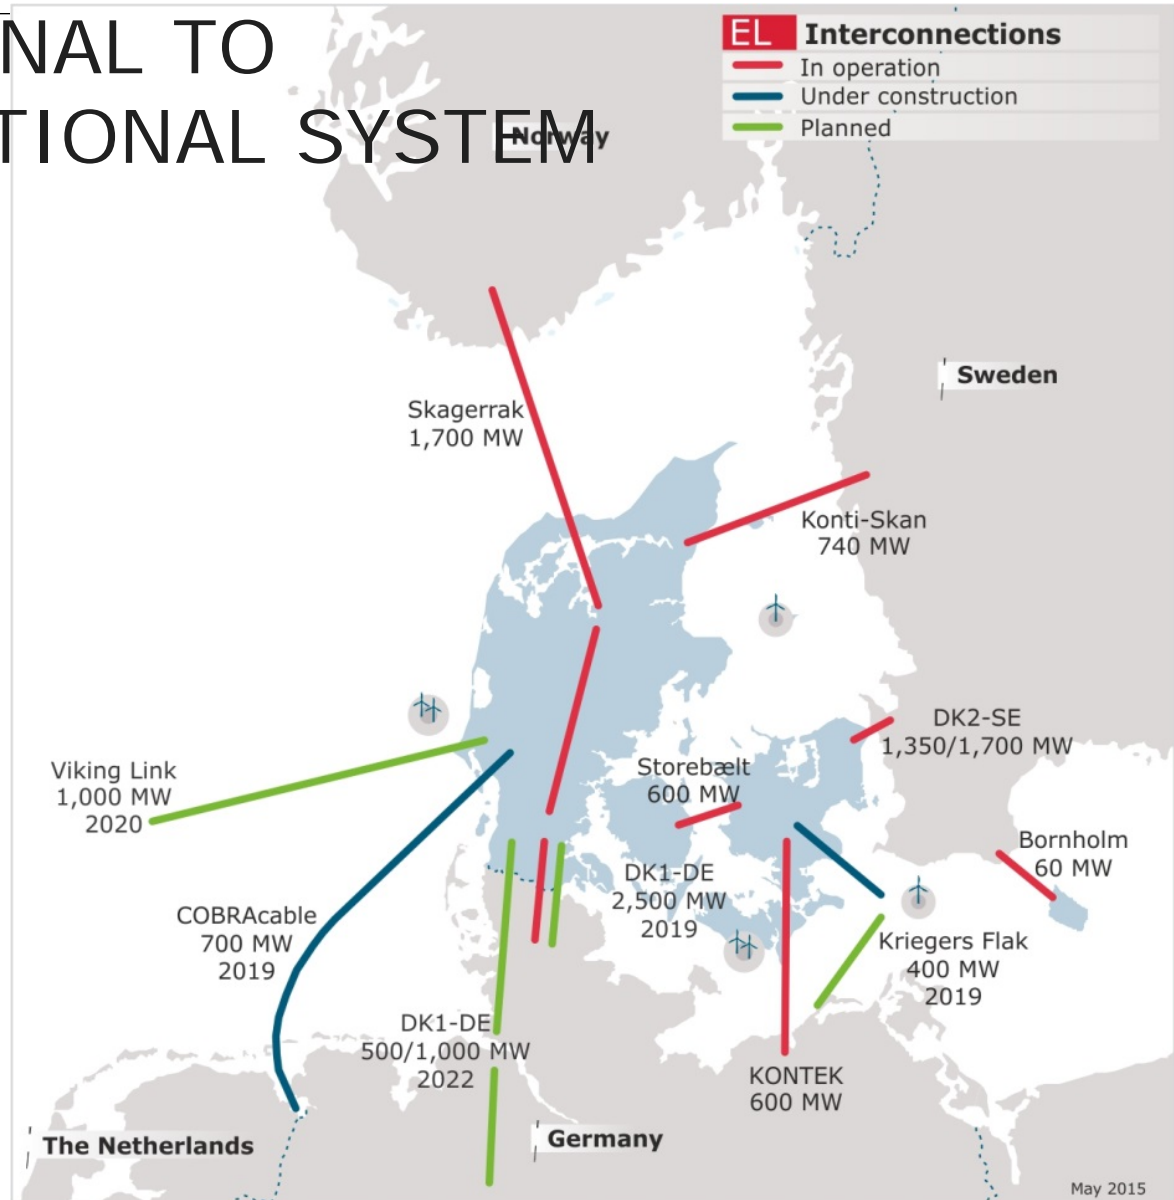 NAL TO
TIONAL SYSTEM
EL Interconnections
In operation
Under construction
Planned
Norway
Sweden
Skagerrak
1,700 MW
Konti-Skan
740 MW
DK2-SE
1,350/1,700 MW
Storebælt
600 MW
Viking Link
1,000 MW
2020
Bornholm
60 MW
DK1-DE
2,500 MW
2019
COBRAcable
700 MW
2019
Kriegers Flak
400 MW
2019
DK1-DE
500/1,000 MW
2022
KONTEK
600 MW
The Netherlands
Germany
May 2015